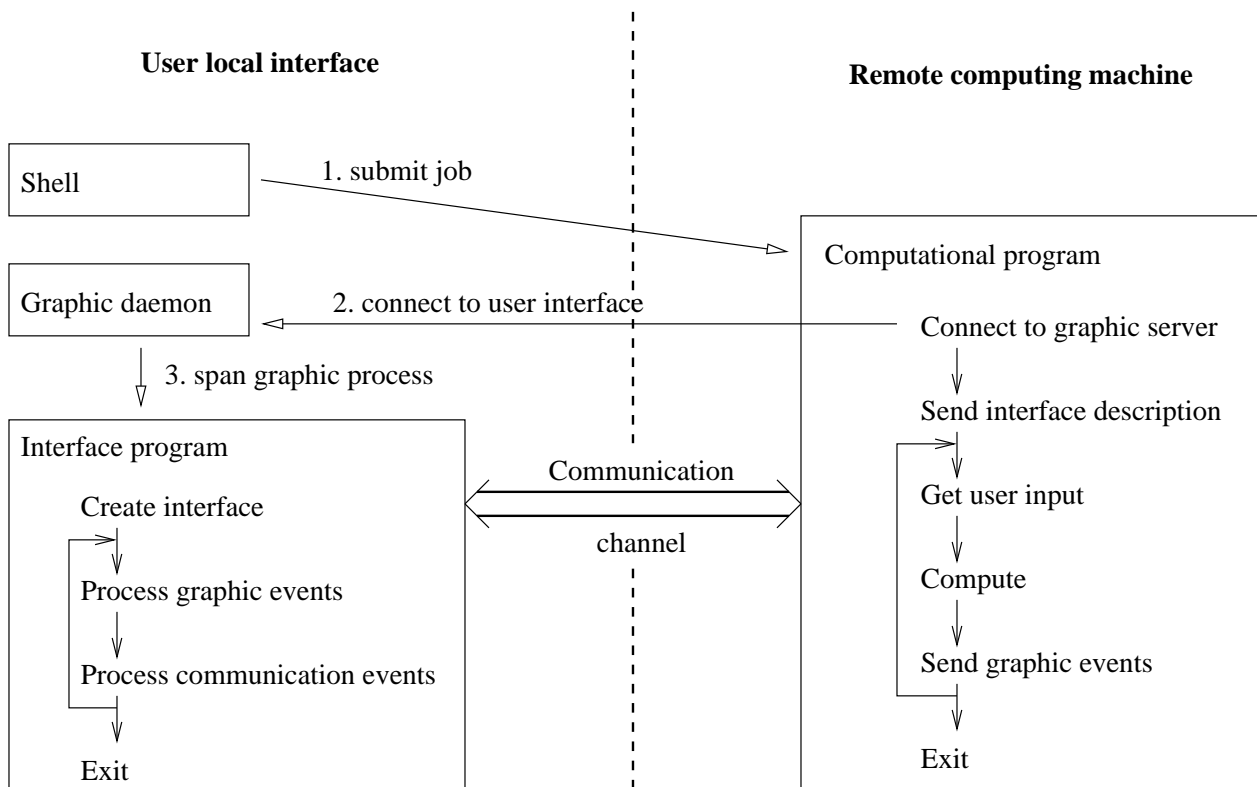 User local interface
Remote computing machine
Shell
1. submit job
Computational program
Graphic daemon
2. connect to user interface
Connect to graphic server
3. span graphic process
Send interface description
Interface program
Communication
channel
Create interface
Process graphic events
Process communication events
Exit
Get user input
Compute
Send graphic events
Exit